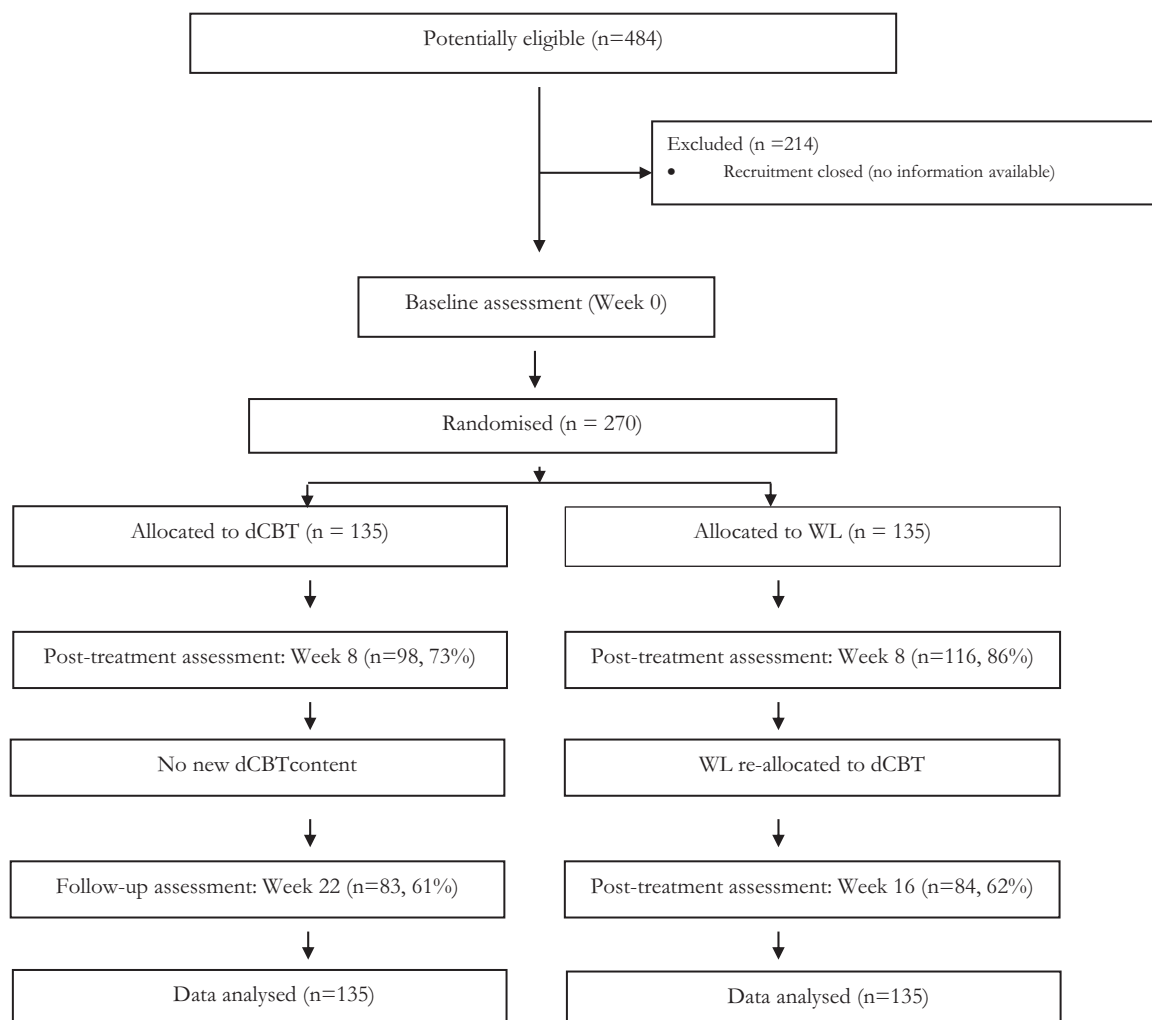 Potentially eligible (n=484)
Excluded (n =214)
• Recruitment closed (no information available)
Baseline assessment (Week 0)
Randomised (n = 270)
Allocated to dCBT (n = 135)
Allocated to WL (n = 135)
Post-treatment assessment: Week 8 (n=98, 73%)
Post-treatment assessment: Week 8 (n=116, 86%)
No new dCBTcontent
WL re-allocated to dCBT
Follow-up assessment: Week 22 (n=83, 61%)
Post-treatment assessment: Week 16 (n=84, 62%)
Data analysed (n=135)
Data analysed (n=135)